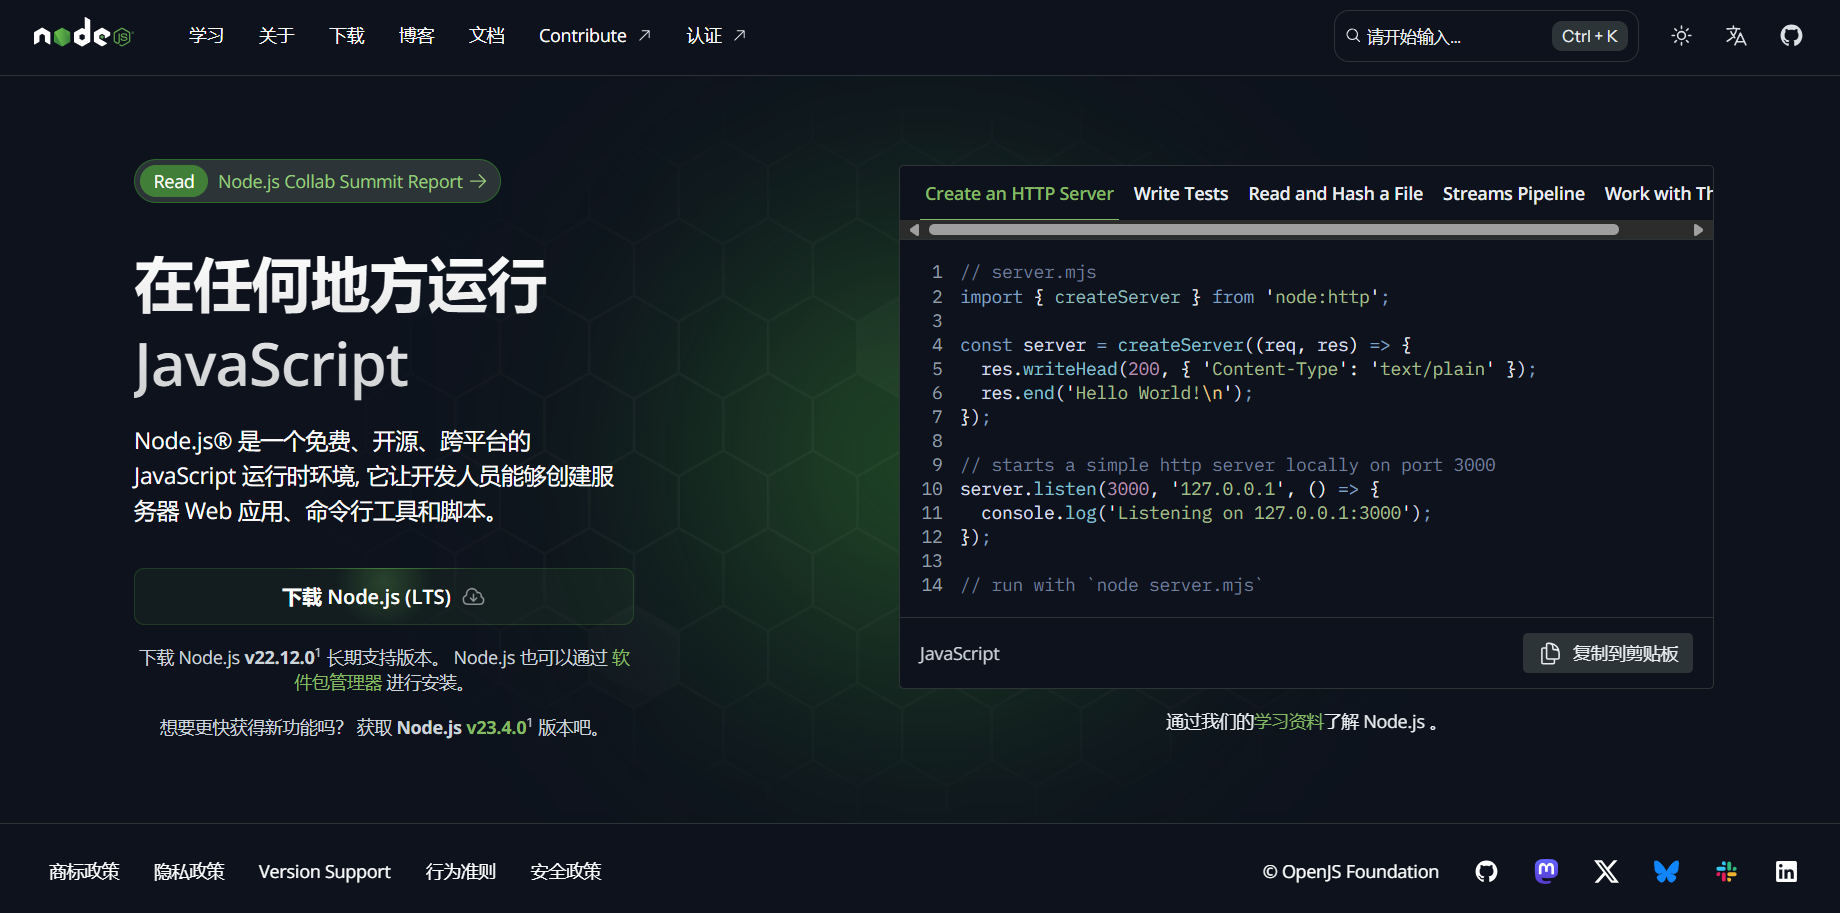 node JS
学习 关于 下载 博客 文档 Contribute ↗ 认证 ↗
请开始输入... Ctrl + K
Read Node.js Collab Summit Report →
在任何地方运行
JavaScript
Node.js® 是一个免费、开源、跨平台的
JavaScript 运行时环境, 它让开发人员能够创建服
务器 Web 应用、命令行工具和脚本。
下载 Node.js (LTS)
下载 Node.js v22.12.0¹ 长期支持版本。 Node.js 也可以通过 软
件包管理器 进行安装。
想要更快获得新功能吗? 获取 Node.js v23.4.0¹ 版本吧。
Create an HTTP Server Write Tests Read and Hash a File Streams Pipeline Work with Th
1 // server.mjs
2 import { createServer } from 'node:http';
3
4 const server = createServer((req, res) => {
5   res.writeHead(200, { 'Content-Type': 'text/plain' });
6   res.end('Hello World!\n');
7 });
8
9 // starts a simple http server locally on port 3000
10 server.listen(3000, '127.0.0.1', () => {
11   console.log('Listening on 127.0.0.1:3000');
12 });
13
14 // run with `node server.mjs`
JavaScript 复制到剪贴板
通过我们的学习资料了解 Node.js 。
商标政策 隐私政策 Version Support 行为准则 安全政策
© OpenJS Foundation